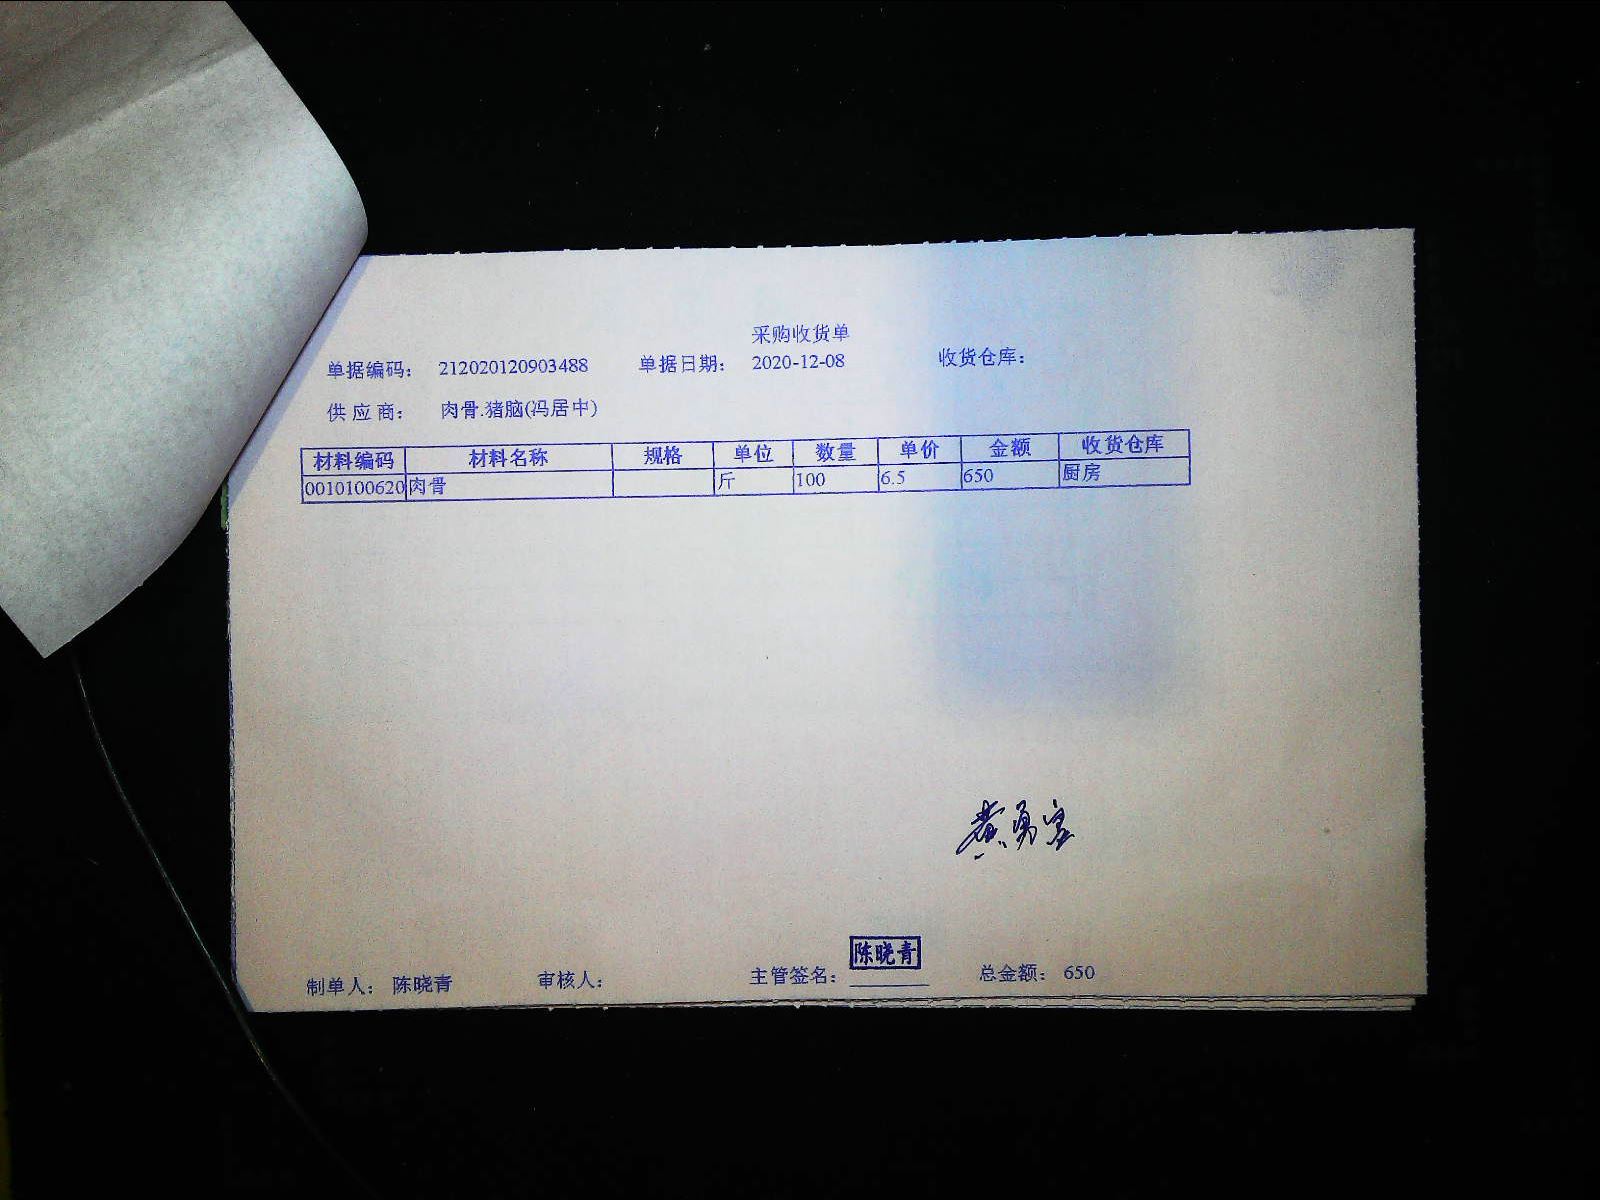 采购收货单
单据编码： 212020120903488 单据日期： 2020-12-08 收货仓库：
供应商： 肉骨.猪脑(冯居中)
材料编码 材料名称 规格 单位 数量 单价 金额 收货仓库
0010100620 肉骨 斤 100 6.5 650 厨房
黄勇
陈晓青
制单人： 陈晓青 审核人： 主管签名： 总金额： 650